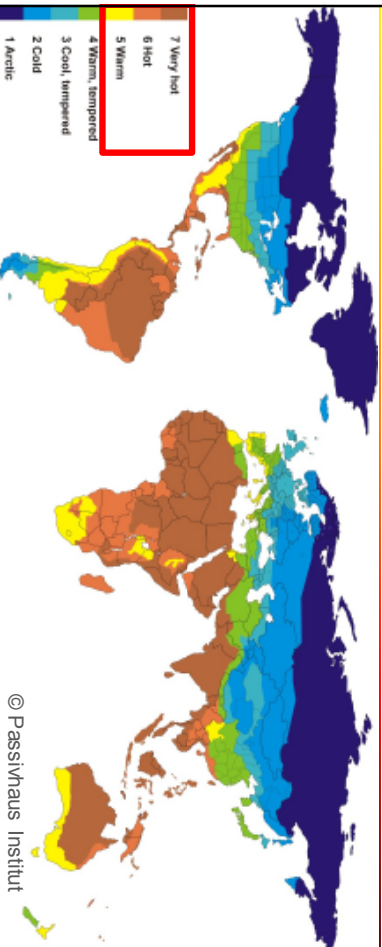 7 Very hot
6 Hot
5 Warm
4 Warm, tempered
3 Cool, tempered
2 Cold
1 Arctic
© Passivhaus Institut